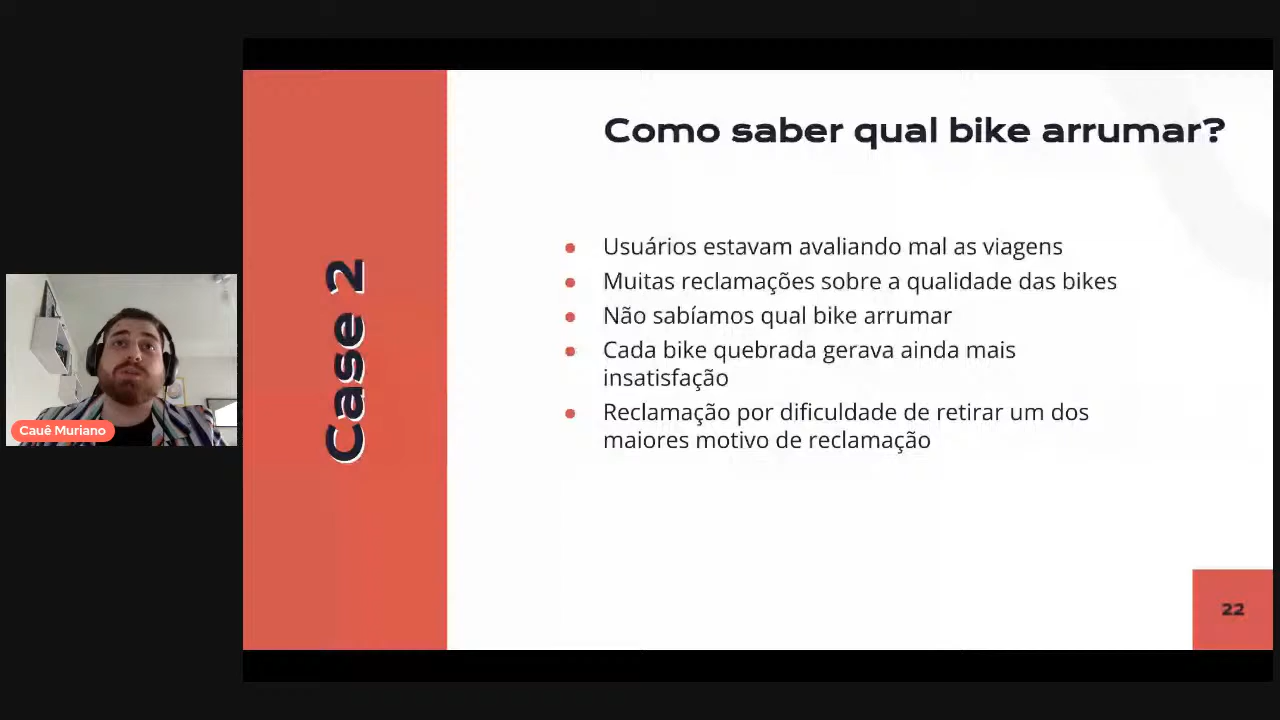 Como saber qual bike arrumar?
Case 2
Usuários estavam avaliando mal as viagens
Muitas reclamações sobre a qualidade das bikes
Não sabíamos qual bike arrumar
Cada bike quebrada gerava ainda mais
insatisfação
Reclamação por dificuldade de retirar um dos
maiores motivo de reclamação
22
Cauê Muriano